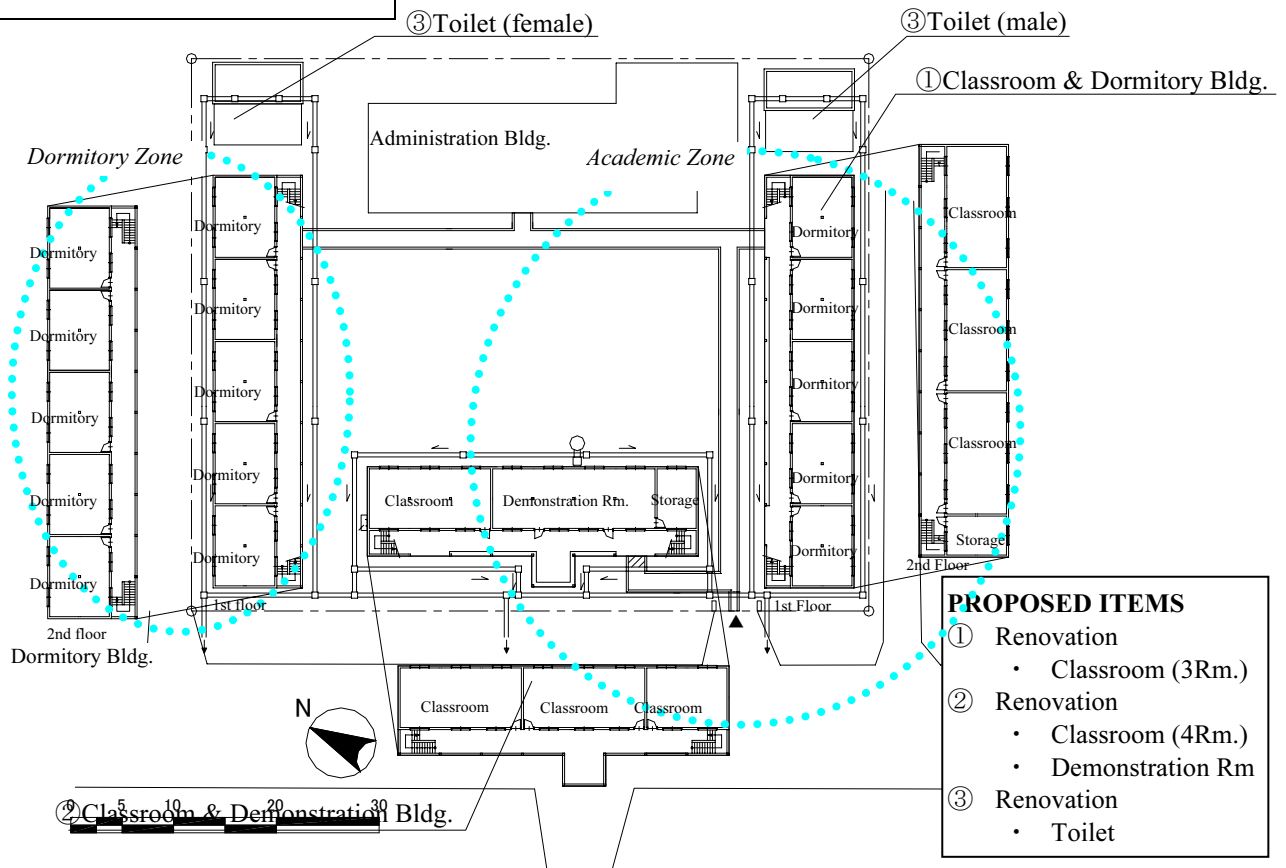 ③Toilet (female)
③Toilet (male)
①Classroom & Dormitory Bldg.
Administration Bldg.
Dormitory Zone
Academic Zone
Dormitory
Dormitory
Dormitory
Dormitory
Dormitory
2nd floor
Dormitory Bldg.
Dormitory
Dormitory
Dormitory
Dormitory
Dormitory
1st floor
Classroom
Demonstration Rm.
Storage
Dormitory
Dormitory
Dormitory
Dormitory
Dormitory
1st Floor
Classroom
Classroom
Classroom
Storage
2nd Floor
Classroom
Classroom
Classroom
N
0 5 10 20 30
②Classroom & Demonstration Bldg.
PROPOSED ITEMS
① Renovation
・ Classroom (3Rm.)
② Renovation
・ Classroom (4Rm.)
・ Demonstration Rm
③ Renovation
・ Toilet